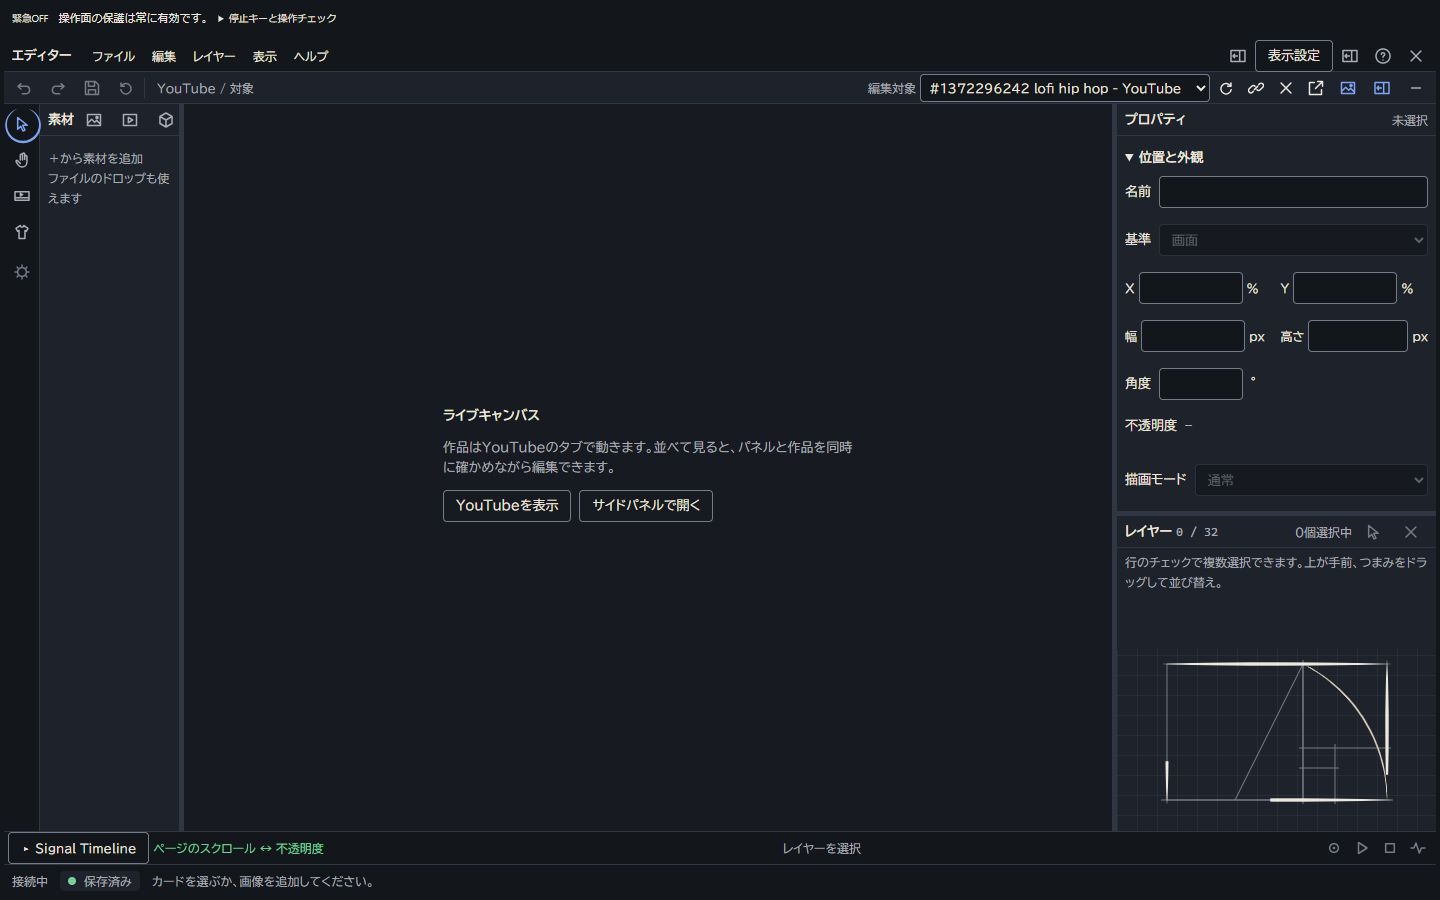 緊急OFF 操作面の保護は常に有効です。 ▶ 停止キーと操作チェック
エディター ファイル 編集 レイヤー 表示 ヘルプ 表示設定
YouTube / 対象 編集対象 #1372296242 lofi hip hop - YouTube
素材
＋から素材を追加
ファイルのドロップも使
えます
ライブキャンバス
作品はYouTubeのタブで動きます。並べて見ると、パネルと作品を同時
に確かめながら編集できます。
YouTubeを表示 サイドパネルで開く
プロパティ 未選択
▼ 位置と外観
名前
基準 画面
X % Y %
幅 px 高さ px
角度 °
不透明度 –
描画モード 通常
レイヤー 0 / 32 0個選択中
行のチェックで複数選択できます。上が手前、つまみをドラ
ッグして並び替え。
▸ Signal Timeline ページのスクロール ↔ 不透明度 レイヤーを選択
接続中 ● 保存済み カードを選ぶか、画像を追加してください。